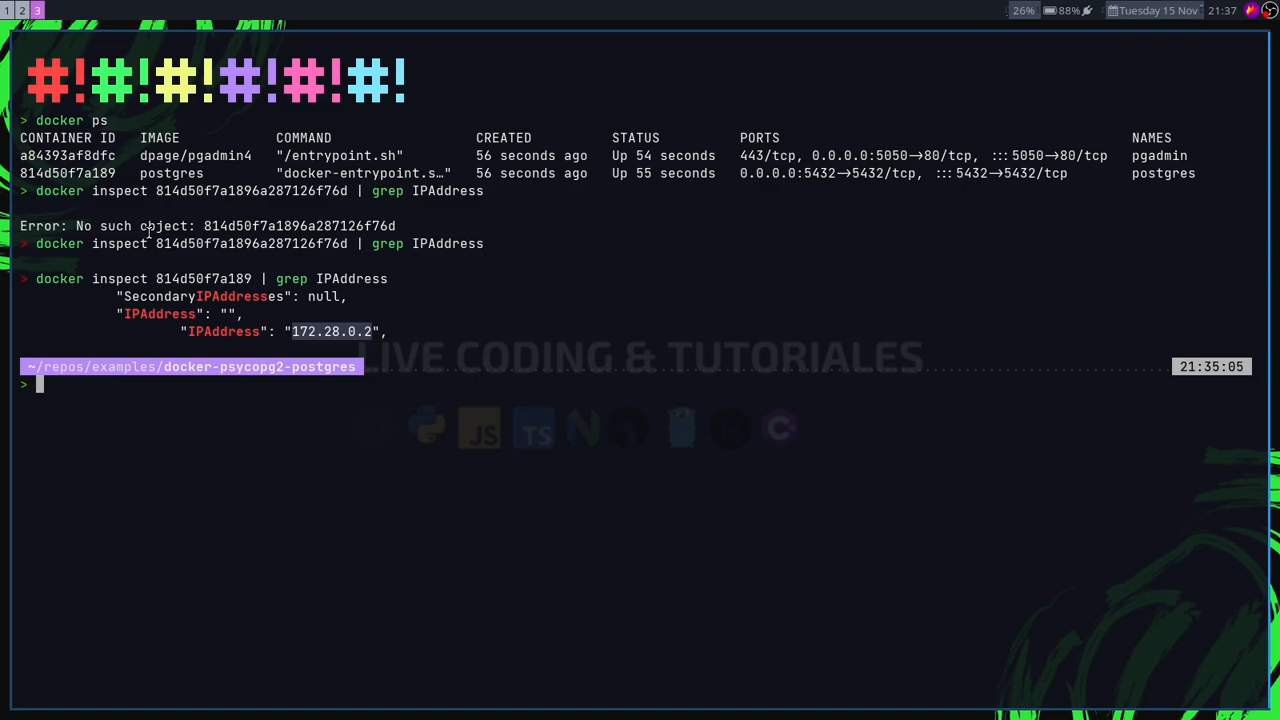 1 2 3 26% 88% Tuesday 15 Nov 21:37
#!#!#!#!#!#!
> docker ps
CONTAINER ID IMAGE COMMAND CREATED STATUS PORTS NAMES
a84393af8dfc dpage/pgadmin4 "/entrypoint.sh" 56 seconds ago Up 54 seconds 443/tcp, 0.0.0.0:5050->80/tcp, :::5050->80/tcp pgadmin
814d50f7a189 postgres "docker-entrypoint.s…" 56 seconds ago Up 55 seconds 0.0.0.0:5432->5432/tcp, :::5432->5432/tcp postgres
> docker inspect 814d50f7a1896a287126f76d | grep IPAddress
Error: No such object: 814d50f7a1896a287126f76d
> docker inspect 814d50f7a1896a287126f76d | grep IPAddress
> docker inspect 814d50f7a189 | grep IPAddress
"SecondaryIPAddresses": null,
"IPAddress": "",
"IPAddress": "172.28.0.2",
LIVE CODING & TUTORIALES
~/repos/examples/docker-psycopg2-postgres 21:35:05
>
JS TS